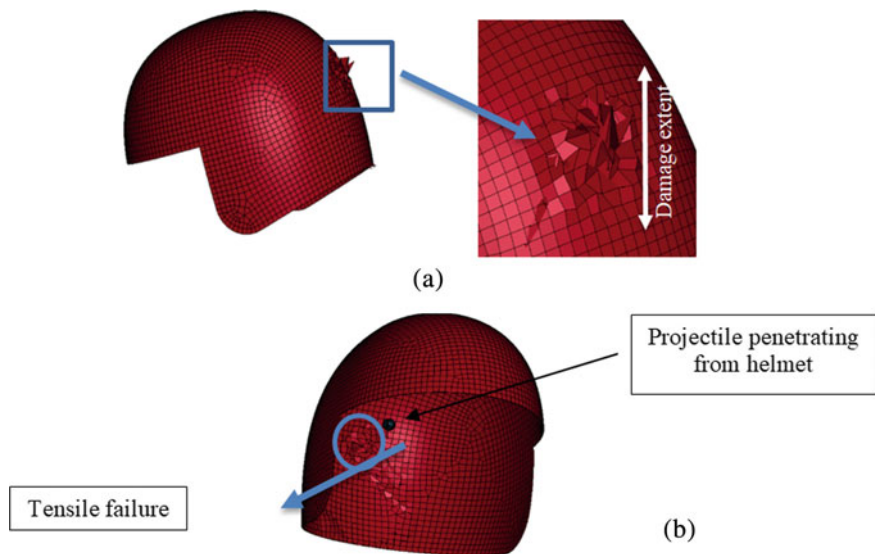 Damage extent
(a)
Projectile penetrating
from helmet
Tensile failure
(b)